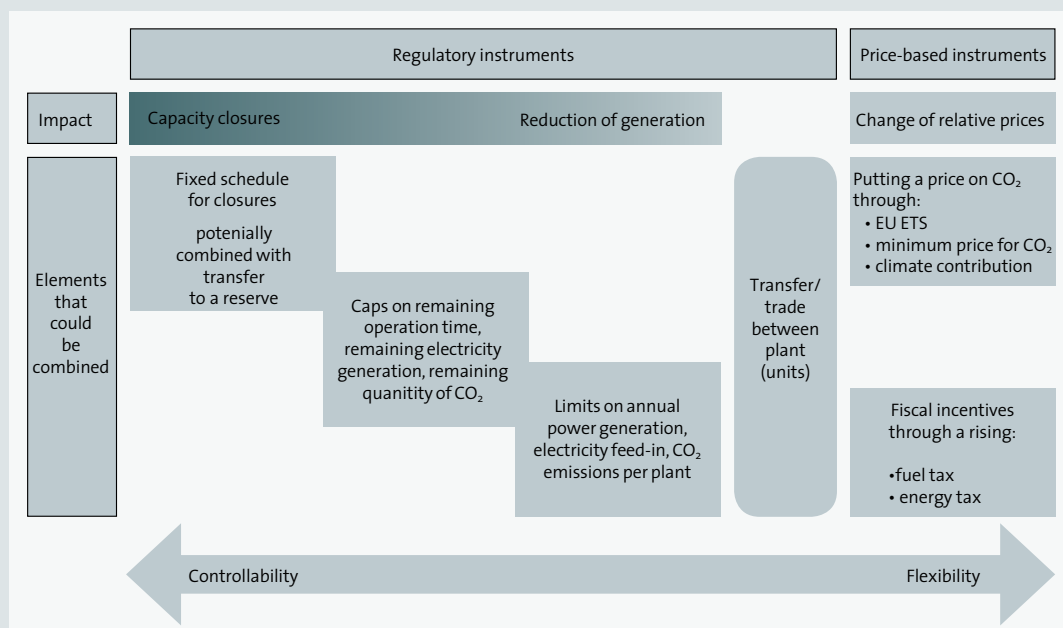 Regulatory instruments
Price-based instruments
Impact
Capacity closures
Reduction of generation
Change of relative prices
Elements
that
could
be
combined
Fixed schedule
for closures
potenially
combined with
transfer
to a reserve
Caps on remaining
operation time,
remaining electricity
generation, remaining
quanitity of CO₂
Limits on annual
power generation,
electricity feed-in, CO₂
emissions per plant
Transfer/
trade
between
plant
(units)
Putting a price on CO₂
through:
• EU ETS
• minimum price for CO₂
• climate contribution
Fiscal incentives
through a rising:
•fuel tax
• energy tax
Controllability
Flexibility